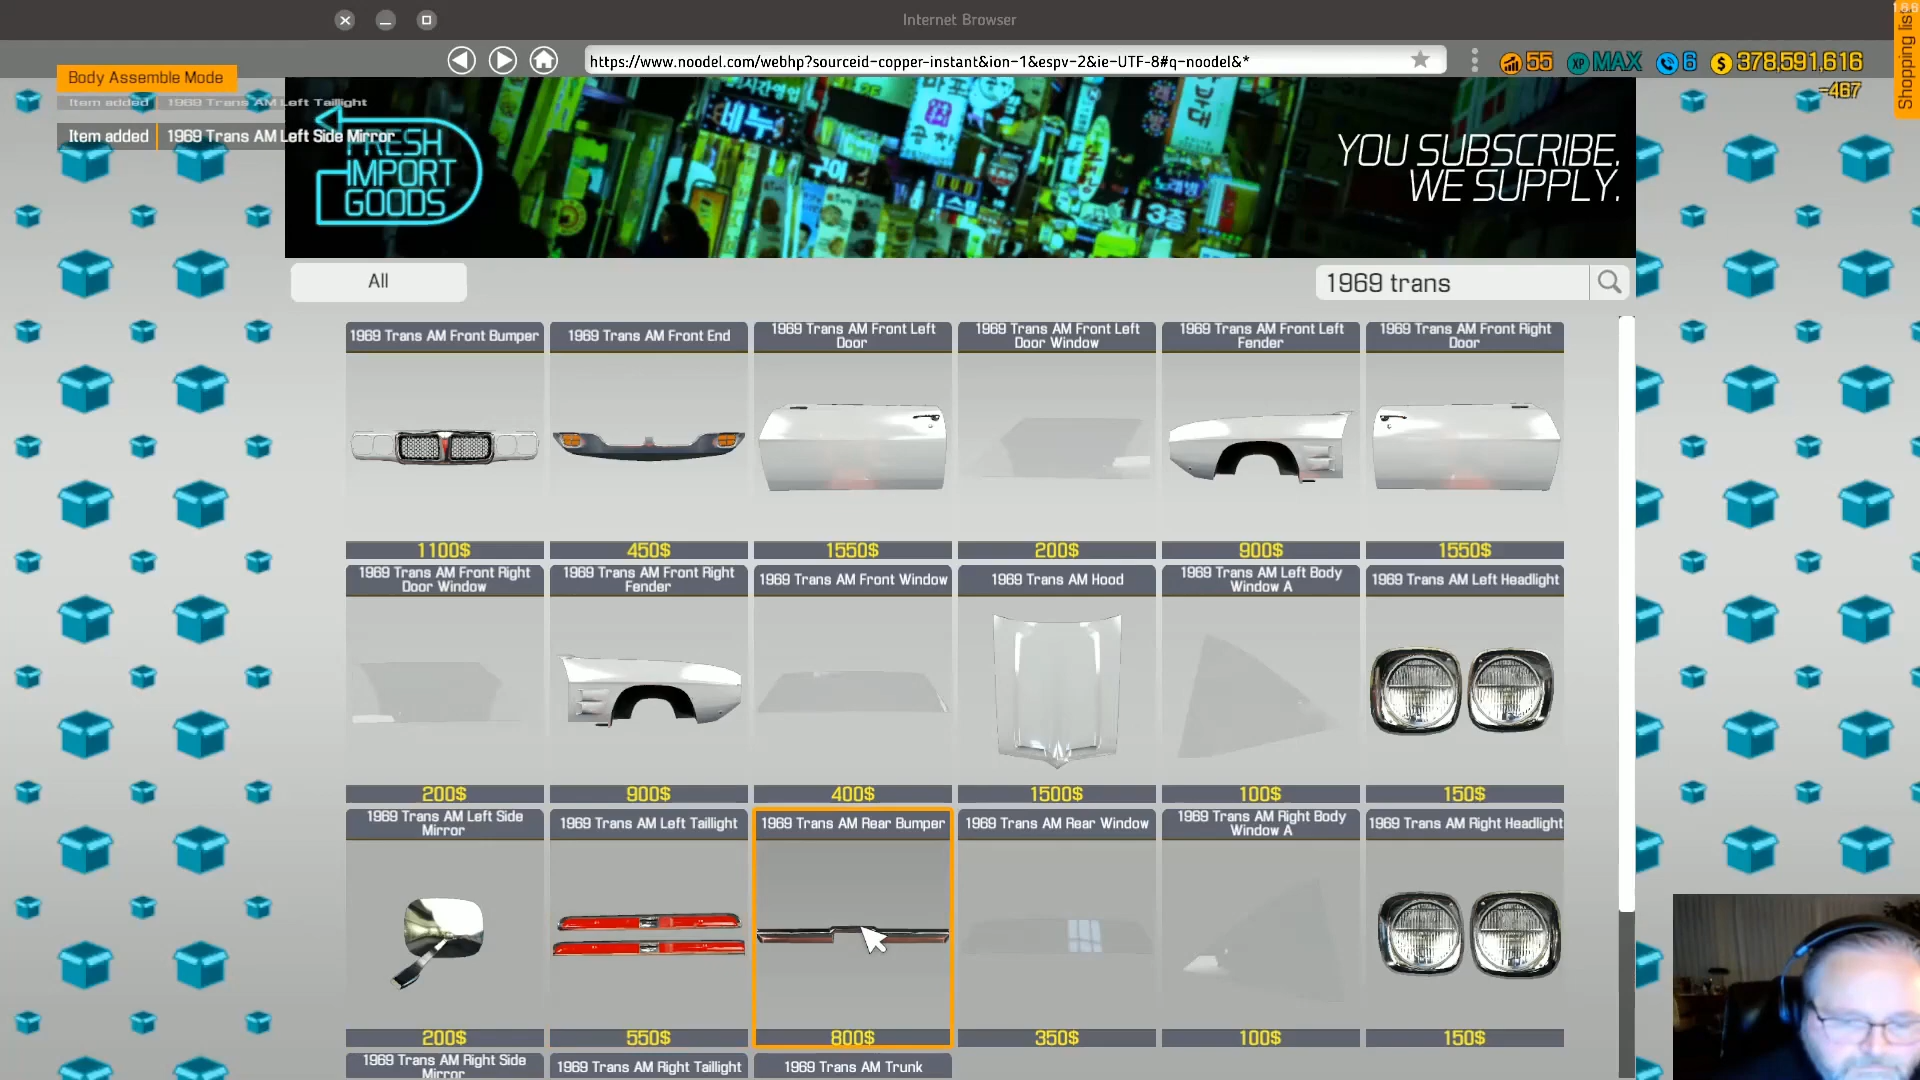 Internet Browser
1.8.8
https://www.noodel.com/webhp?sourceid-copper-instant&ion-1&espv-2&ie-UTF-8#q-noodel&*
55
XP MAX
6
$ 378,591,616
-467
Shopping list
Body Assemble Mode
Item added 1969 Trans AM Left Taillight
Item added 1969 Trans AM Left Side Mirror
FRESH
IMPORT
GOODS
YOU SUBSCRIBE.
WE SUPPLY.
All
1969 trans
1969 Trans AM Front Bumper
1100$
1969 Trans AM Front End
450$
1969 Trans AM Front Left
Door
1550$
1969 Trans AM Front Left
Door Window
200$
1969 Trans AM Front Left
Fender
900$
1969 Trans AM Front Right
Door
1550$
1969 Trans AM Front Right
Door Window
200$
1969 Trans AM Front Right
Fender
900$
1969 Trans AM Front Window
400$
1969 Trans AM Hood
1500$
1969 Trans AM Left Body
Window A
100$
1969 Trans AM Left Headlight
150$
1969 Trans AM Left Side
Mirror
200$
1969 Trans AM Left Taillight
550$
1969 Trans AM Rear Bumper
800$
1969 Trans AM Rear Window
350$
1969 Trans AM Right Body
Window A
100$
1969 Trans AM Right Headlight
150$
1969 Trans AM Right Side
Mirror
1969 Trans AM Right Taillight
1969 Trans AM Trunk